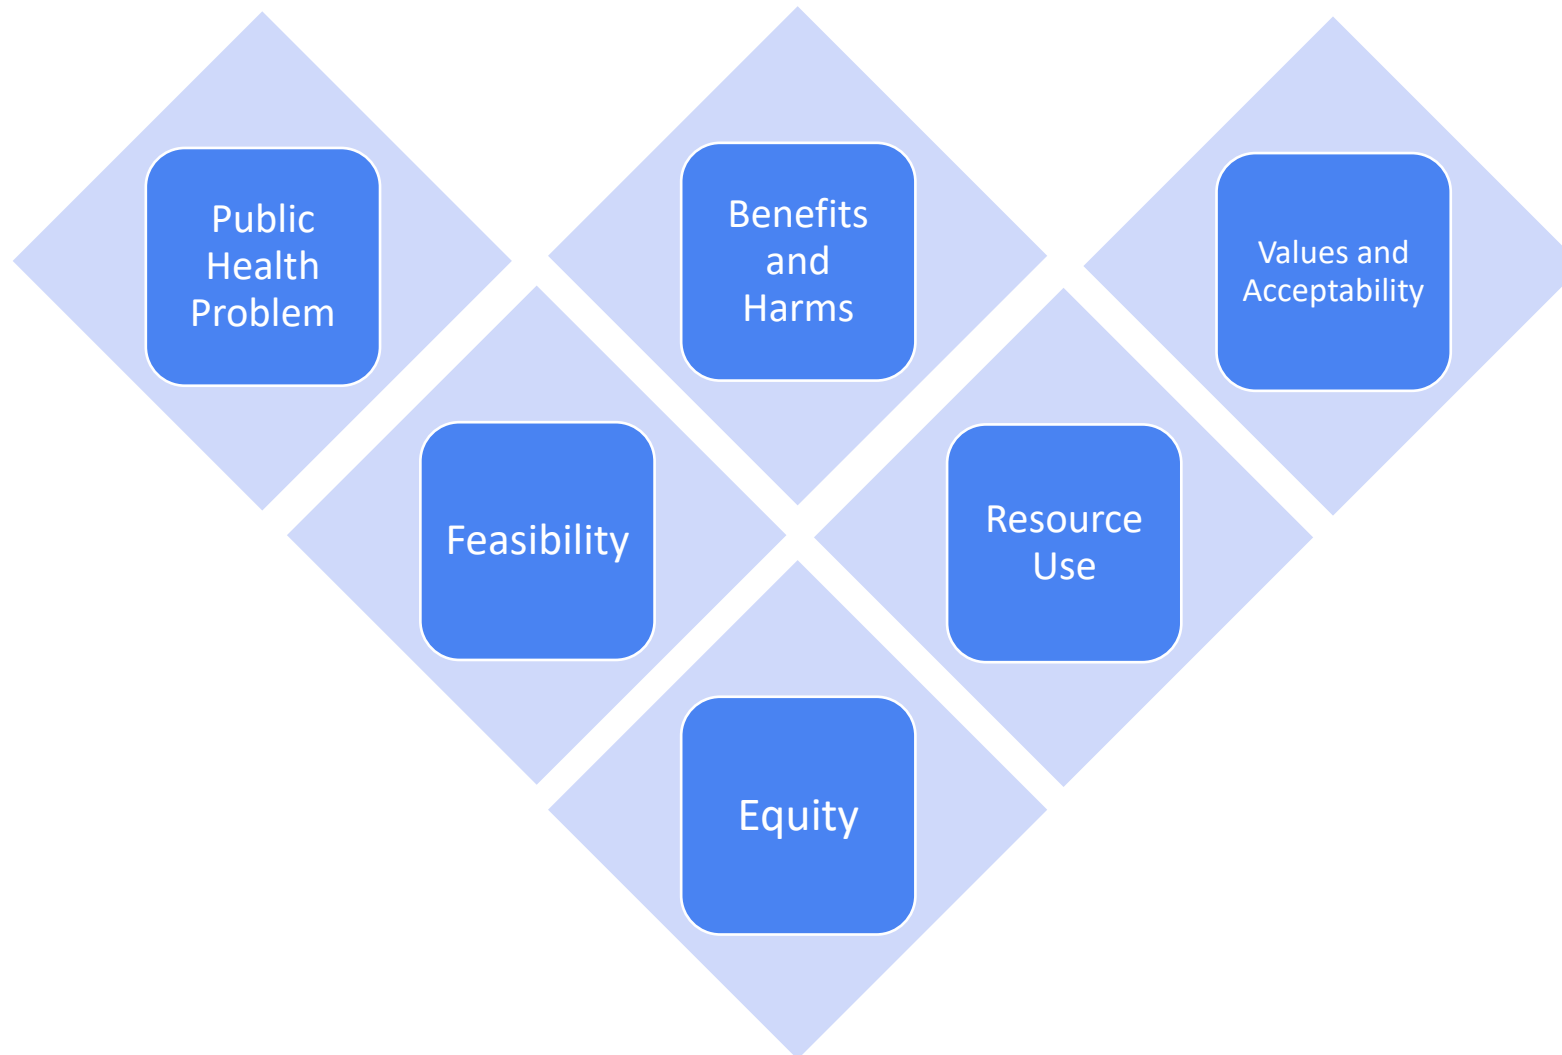 Public
Health
Problem
Benefits
and
Harms
Values and
Acceptability
Feasibility
Resource
Use
Equity